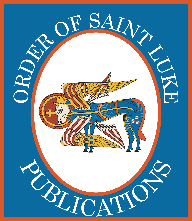 ORDER OF SAINT LUKE
PUBLICATIONS